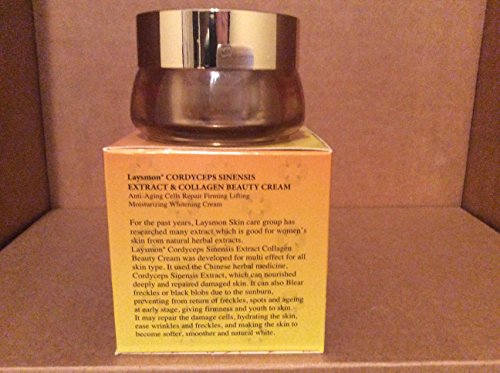 Laysmon® CORDYCEPS SINENSIS
EXTRACT & COLLAGEN BEAUTY CREAM
Anti-Aging Cells Repair Firming Lifting
Moisturizing Whitening Cream
For the past years, Laysmon Skin care group has
researched many extract which is good for women's
skin from natural herbal extracts.
Laysmon® Cordyceps Sinensis Extract Collagen
Beauty Cream was developed for multi effect for all
skin type. It used the Chinese herbal medicine,
Cordyceps Sinensis Extract, which can nourished
deeply and repaired damaged skin. It can also Blear
freckles or black blobs due to the sunburn,
preventing from return of freckles, spots and ageing
at early stage, giving firmness and youth to skin.
It may repair the damage cells, hydrating the skin,
ease wrinkles and freckles, and making the skin to
become softer, smoother and natural white.